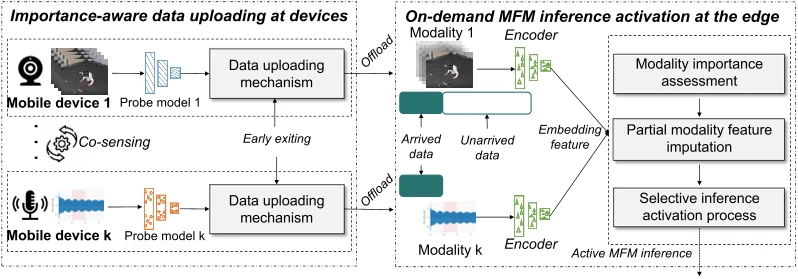 Importance-aware data uploading at devices
Mobile device 1
Probe model 1
Data uploading
mechanism
Co-sensing
Early exiting
Mobile device k
Probe model k
Data uploading
mechanism
Offload
Offload
On-demand MFM inference activation at the edge
Modality 1
Encoder
Arrived
data
Unarrived
data
Embedding
feature
Modality k
Encoder
Modality importance
assessment
Partial modality feature
imputation
Selective inference
activation process
Active MFM inference